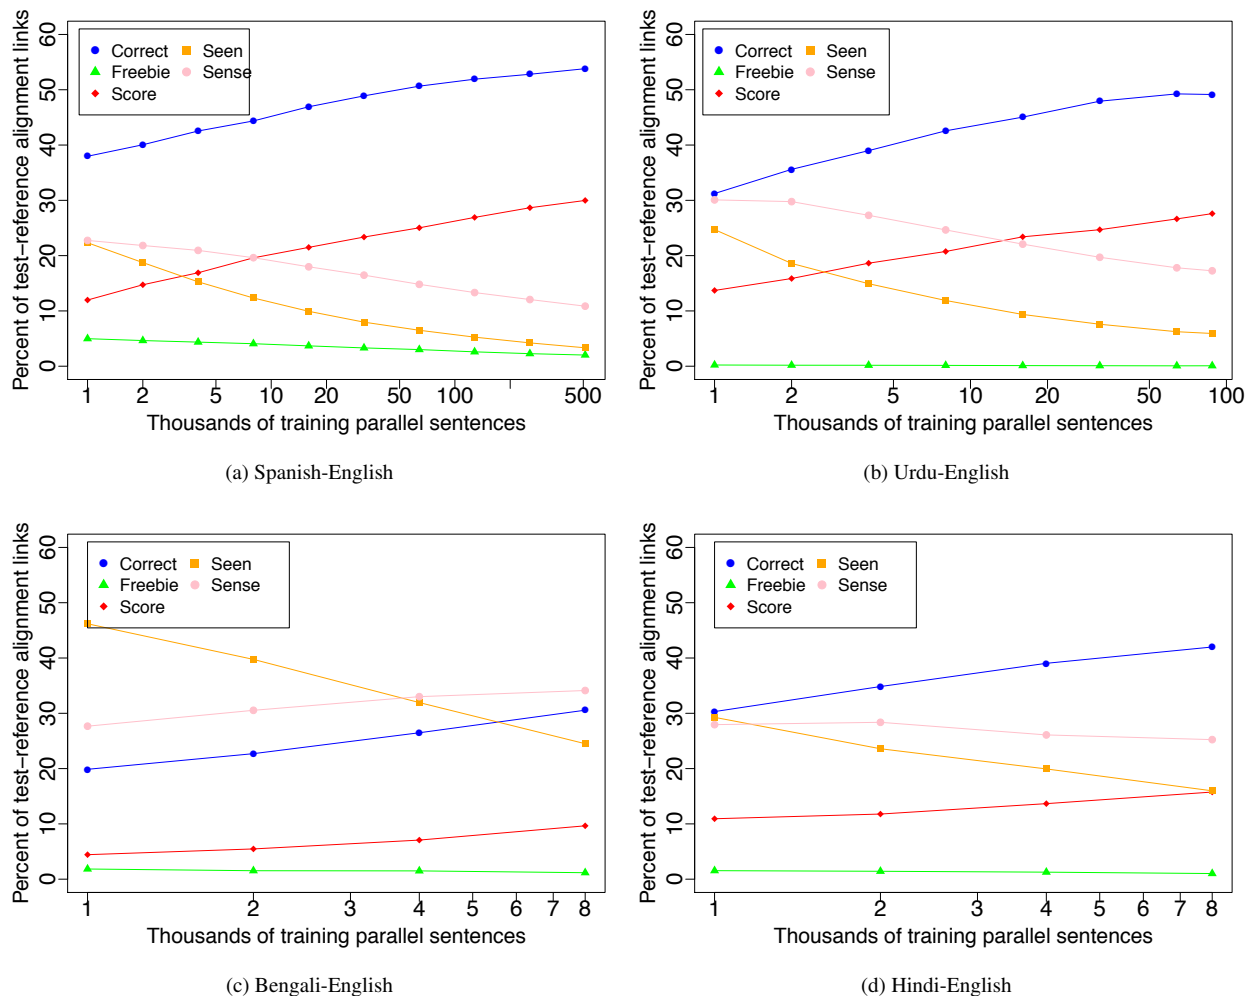 Percent of test−reference alignment links
60
50
40
30
20
10
0
Correct Seen
Freebie Sense
Score
1 2 5 10 20 50 100 500
Thousands of training parallel sentences
(a) Spanish-English
Percent of test−reference alignment links
60
50
40
30
20
10
0
Correct Seen
Freebie Sense
Score
1 2 5 10 20 50 100
Thousands of training parallel sentences
(b) Urdu-English
Percent of test−reference alignment links
60
50
40
30
20
10
0
Correct Seen
Freebie Sense
Score
1 2 3 4 5 6 7 8
Thousands of training parallel sentences
(c) Bengali-English
Percent of test−reference alignment links
60
50
40
30
20
10
0
Correct Seen
Freebie Sense
Score
1 2 3 4 5 6 7 8
Thousands of training parallel sentences
(d) Hindi-English